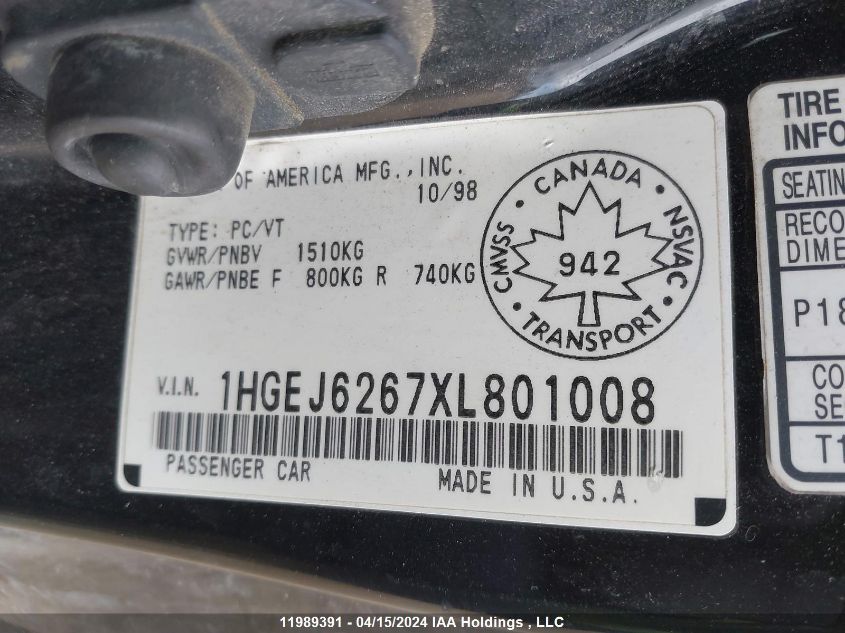 OF AMERICA MFG., INC.
10/98
TYPE: PC/VT
GVWR/PNBV 1510KG
GAWR/PNBE F 800KG R 740KG
CANADA
CMVSS
NSVAC
942
TRANSPORT
V.I.N. 1HGEJ6267XL801008
PASSENGER CAR MADE IN U.S.A.
TIRE
INFO
SEATIN
RECO
DIME
P18
CO
SE
T1
11989391 - 04/15/2024 IAA Holdings , LLC